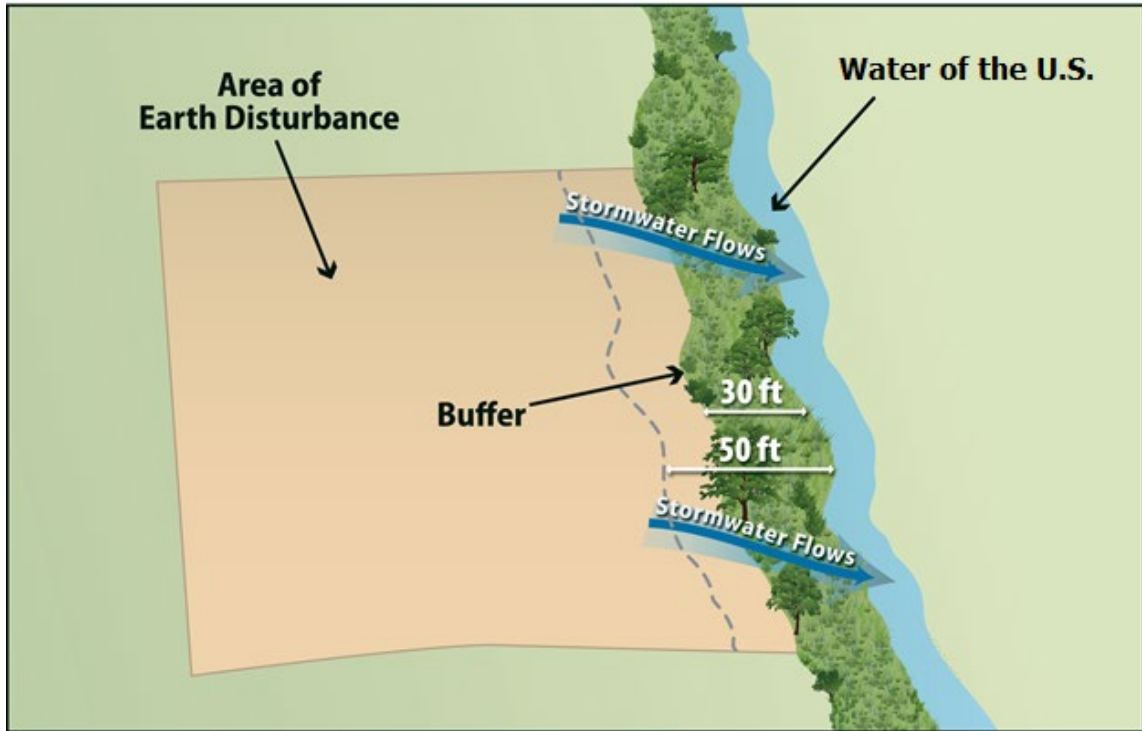 Area of
Earth Disturbance
Water of the U.S.
Stormwater Flows
Buffer
30 ft
50 ft
Stormwater Flows